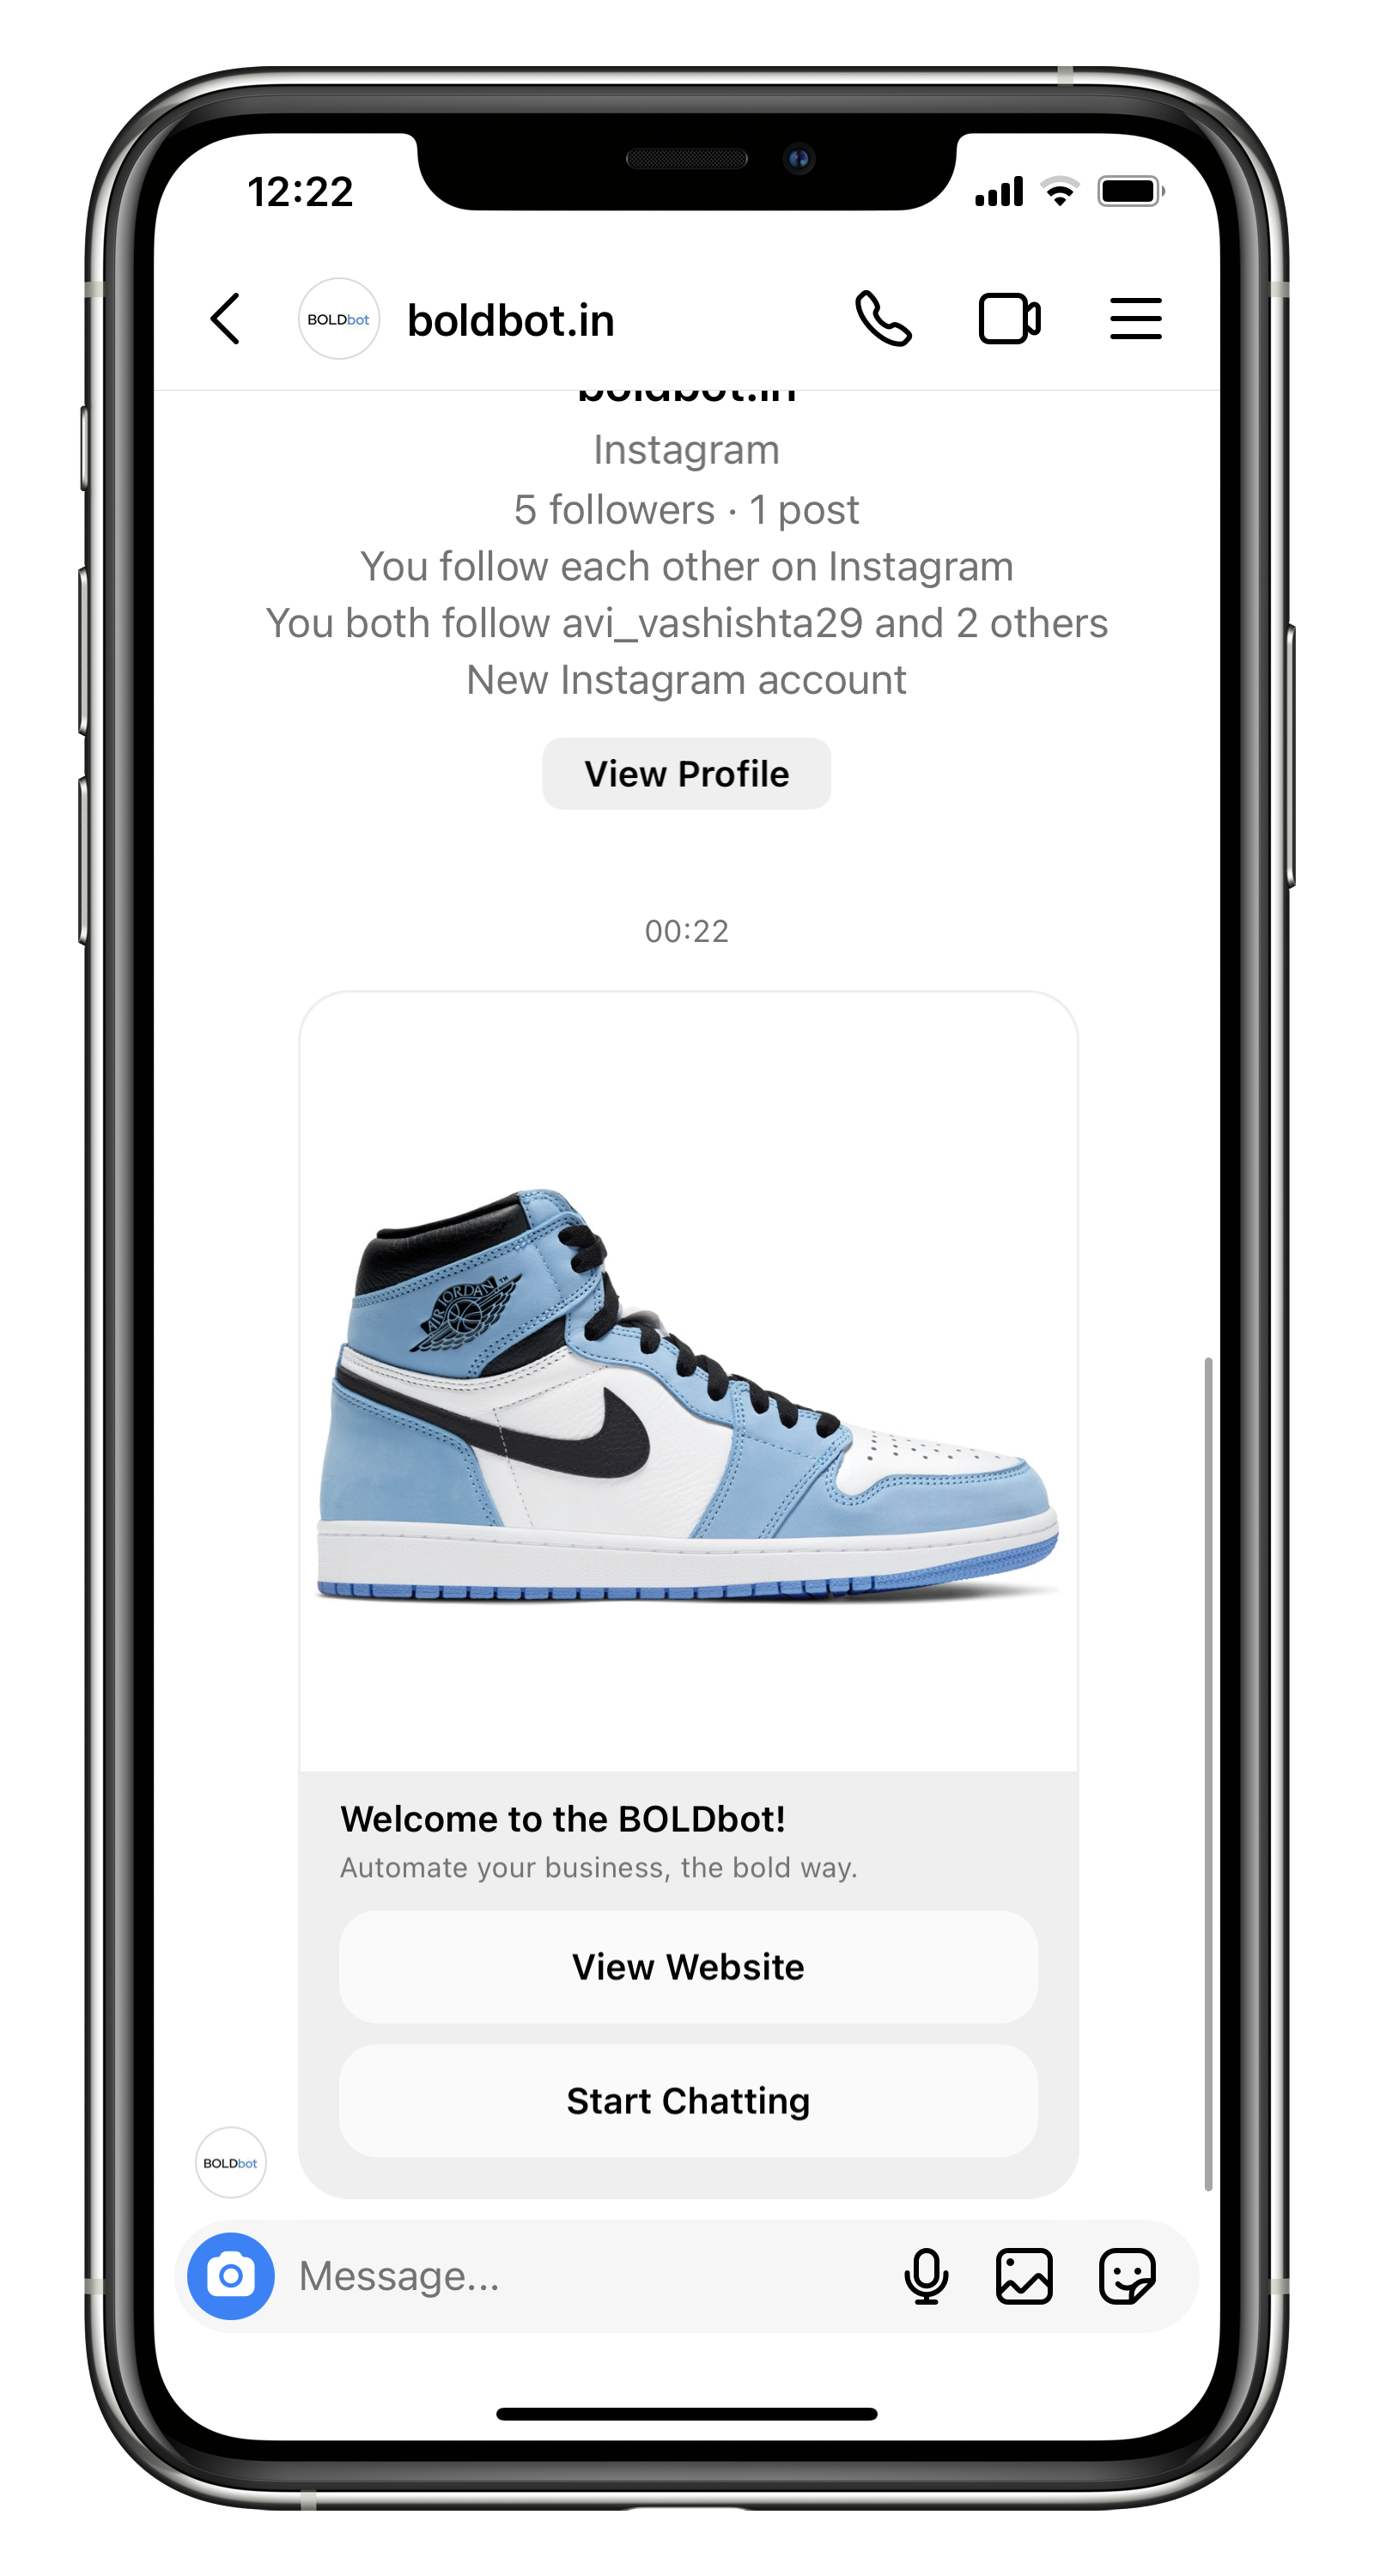 12:22
BOLDbot
boldbot.in
boldbot.in
Instagram
5 followers · 1 post
You follow each other on Instagram
You both follow avi_vashishta29 and 2 others
New Instagram account
View Profile
00:22
AIR JORDAN™
Welcome to the BOLDbot!
Automate your business, the bold way.
View Website
Start Chatting
BOLDbot
Message...